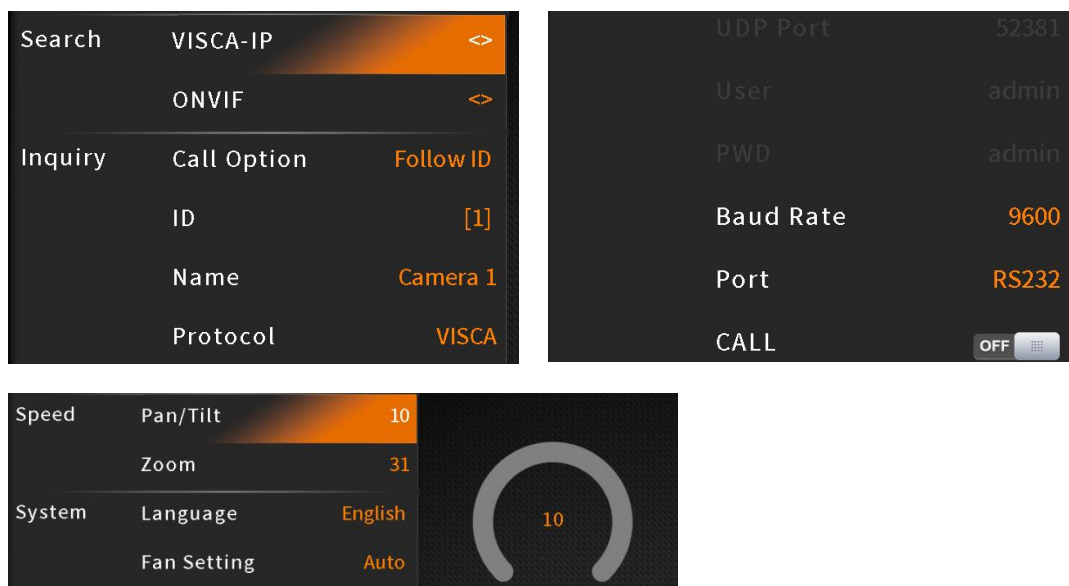 Search VISCA-IP <>
ONVIF <>
Inquiry Call Option Follow ID
ID [1]
Name Camera 1
Protocol VISCA
UDP Port 52381
User admin
PWD admin
Baud Rate 9600
Port RS232
CALL OFF
Speed Pan/Tilt 10
Zoom 31
System Language English
Fan Setting Auto
10